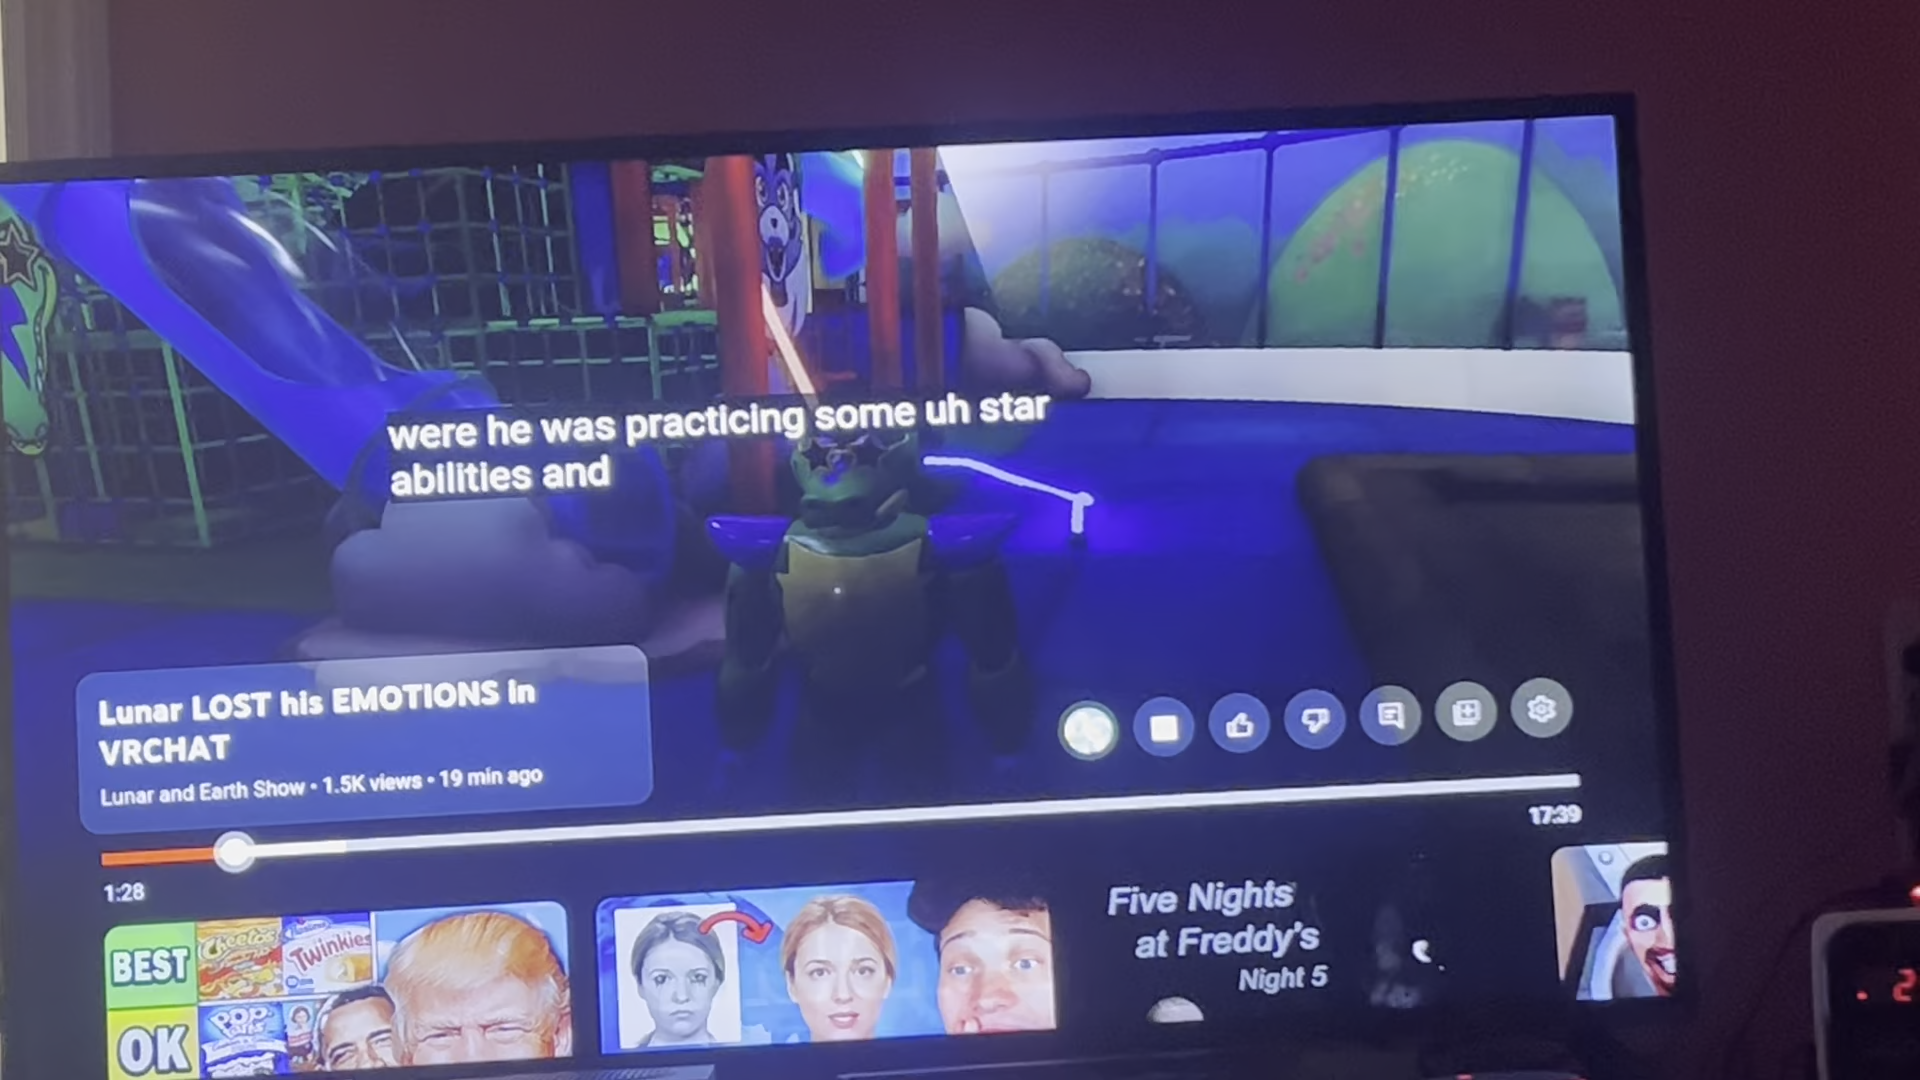 were he was practicing some uh star
abilities and
Lunar LOST his EMOTIONS in
VRCHAT
Lunar and Earth Show • 1.5K views • 19 min ago
17:39
1:28
BEST
Cheetos
Twinkies
OK
POP
Five Nights
at Freddy's
Night 5
2